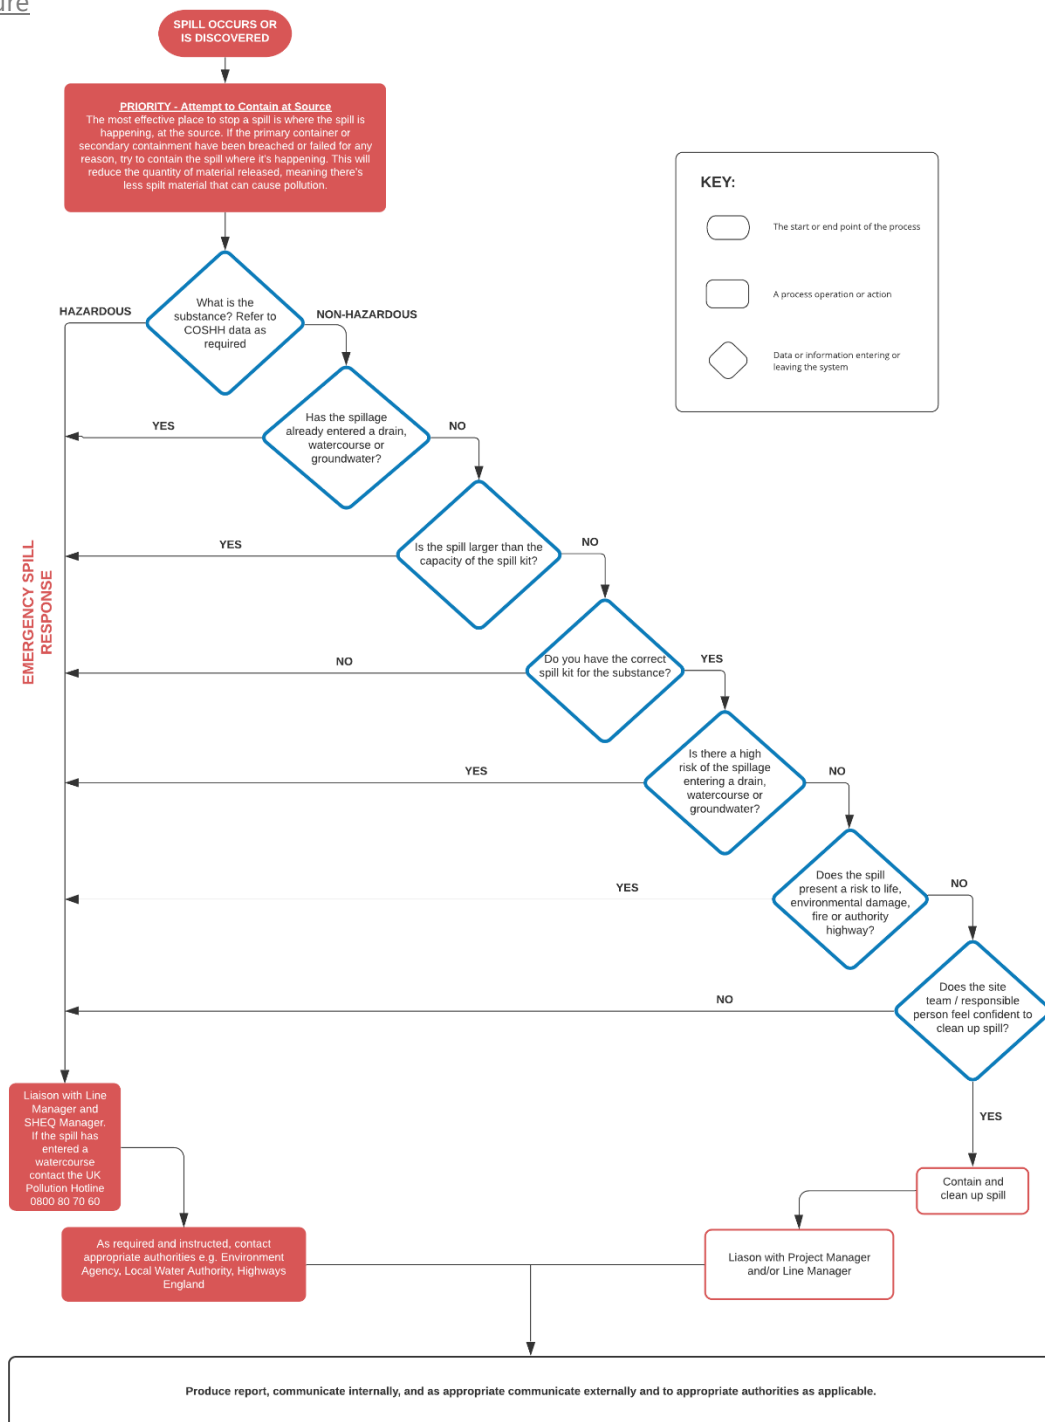 ure
SPILL OCCURS OR
IS DISCOVERED
PRIORITY - Attempt to Contain at Source
The most effective place to stop a spill is where the spill is
happening, at the source. If the primary container or
secondary containment have been breached or failed for any
reason, try to contain the spill where it's happening. This will
reduce the quantity of material released, meaning there's
less spilt material that can cause pollution.
KEY:
The start or end point of the process
A process operation or action
Data or information entering or
leaving the system
What is the
substance? Refer to
COSHH data as
required
HAZARDOUS
NON-HAZARDOUS
Has the spillage
already entered a drain,
watercourse or
groundwater?
YES
NO
Is the spill larger than the
capacity of the spill kit?
YES
NO
EMERGENCY SPILL
RESPONSE
Do you have the correct
spill kit for the substance?
NO
YES
Is there a high
risk of the spillage
entering a drain,
watercourse or
groundwater?
YES
NO
Does the spill
present a risk to life,
environmental damage,
fire or authority
highway?
YES
NO
Does the site
team / responsible
person feel confident to
clean up spill?
NO
YES
Liaison with Line
Manager and
SHEQ Manager.
If the spill has
entered a
watercourse
contact the UK
Pollution Hotline
0800 80 70 60
Contain and
clean up spill
As required and instructed, contact
appropriate authorities e.g. Environment
Agency, Local Water Authority, Highways
England
Liason with Project Manager
and/or Line Manager
Produce report, communicate internally, and as appropriate communicate externally and to appropriate authorities as applicable.